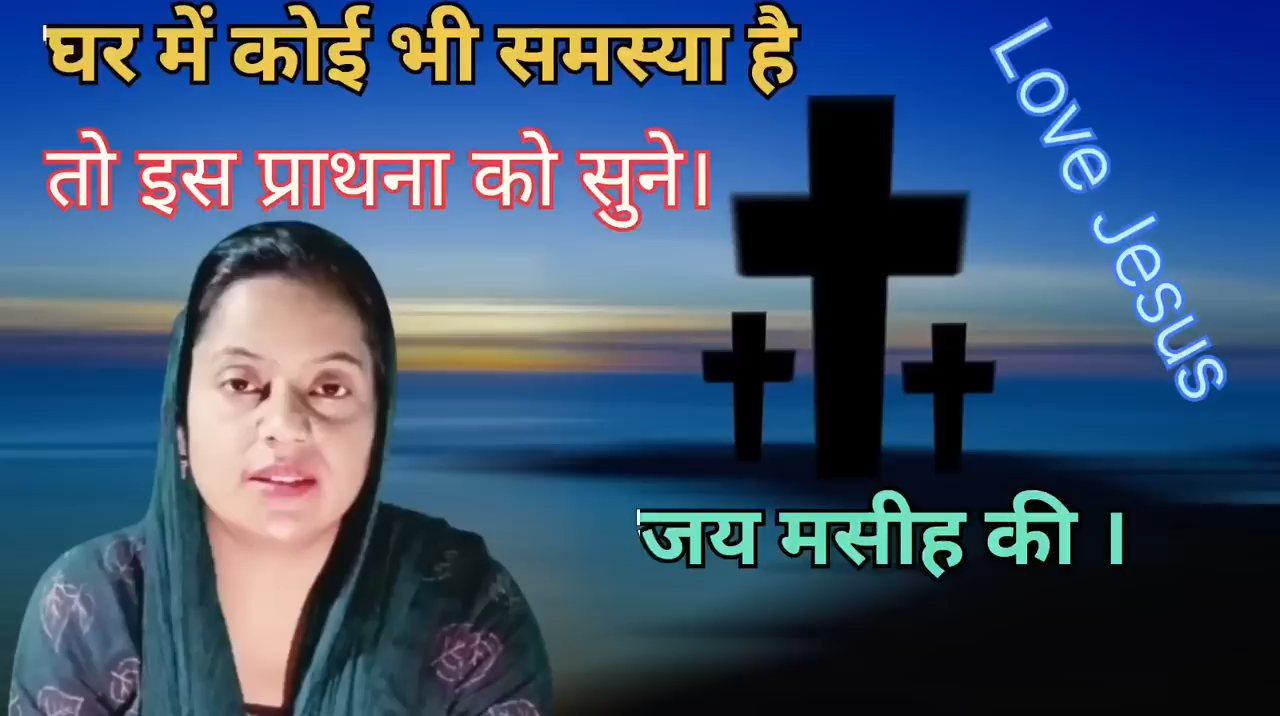 घर में कोई भी समस्या है
तो इस प्राथना को सुने।
Love Jesus
जय मसीह की ।